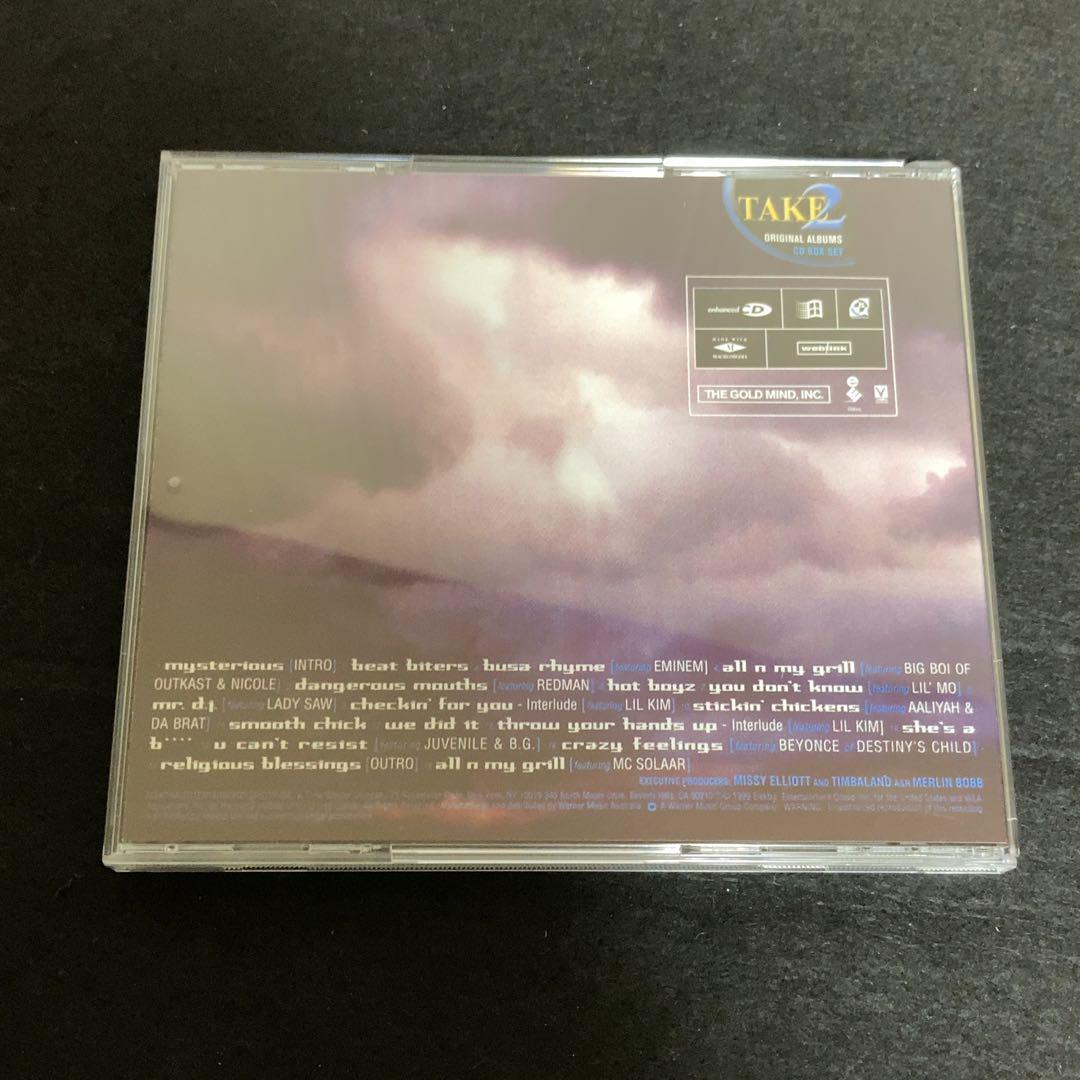 TAKE 2
ORIGINAL ALBUMS
CD BOX SET
enhanced CD
MADE WITH
MACROMEDIA
weblink
THE GOLD MIND, INC.
mysterious [INTRO] beat biters busa rhyme [featuring EMINEM] all n my grill [featuring BIG BOI OF
OUTKAST & NICOLE] dangerous mouths [featuring REDMAN] hot boyz you don't know [featuring LIL' MO]
mr. d.j. [featuring LADY SAW] checkin' for you - Interlude [featuring LIL KIM] stickin' chickens [featuring AALIYAH &
DA BRAT] smooth chick we did it throw your hands up - Interlude [featuring LIL KIM] she's a
b**** u can't resist [featuring JUVENILE & B.G.] crazy feelings [featuring BEYONCE of DESTINY'S CHILD]
religious blessings [OUTRO] all n my grill [featuring MC SOLAAR]
EXECUTIVE PRODUCERS: MISSY ELLIOTT AND TIMBALAND A&R MERLIN BOBB